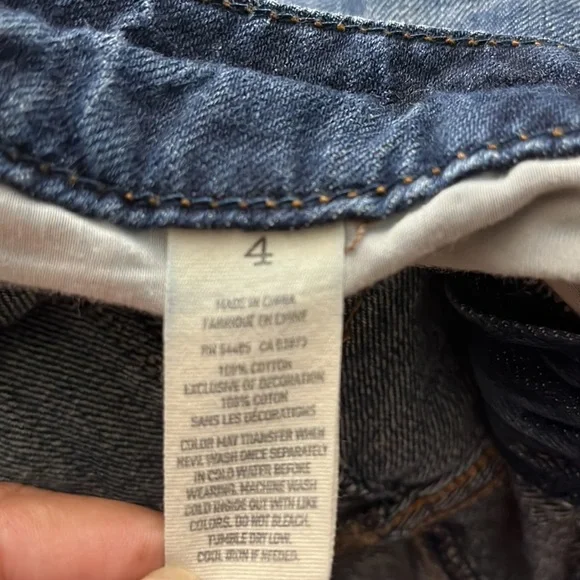 4
MADE IN CHINA
FABRIQUÉ EN CHINE
RN 54485 CA
100% COTTON
EXCLUSIVE OF DECORATION
100% COTON
SANS LES DÉCORATIONS
COLOR MAY TRANSFER WHEN
WASH ONCE SEPARATELY
IN COLD WATER BEFORE
WEARING. MACHINE WASH
COLD INSIDE OUT WITH LIKE
COLORS. DO NOT BLEACH.
TUMBLE DRY LOW.
COOL IRON IF NEEDED.